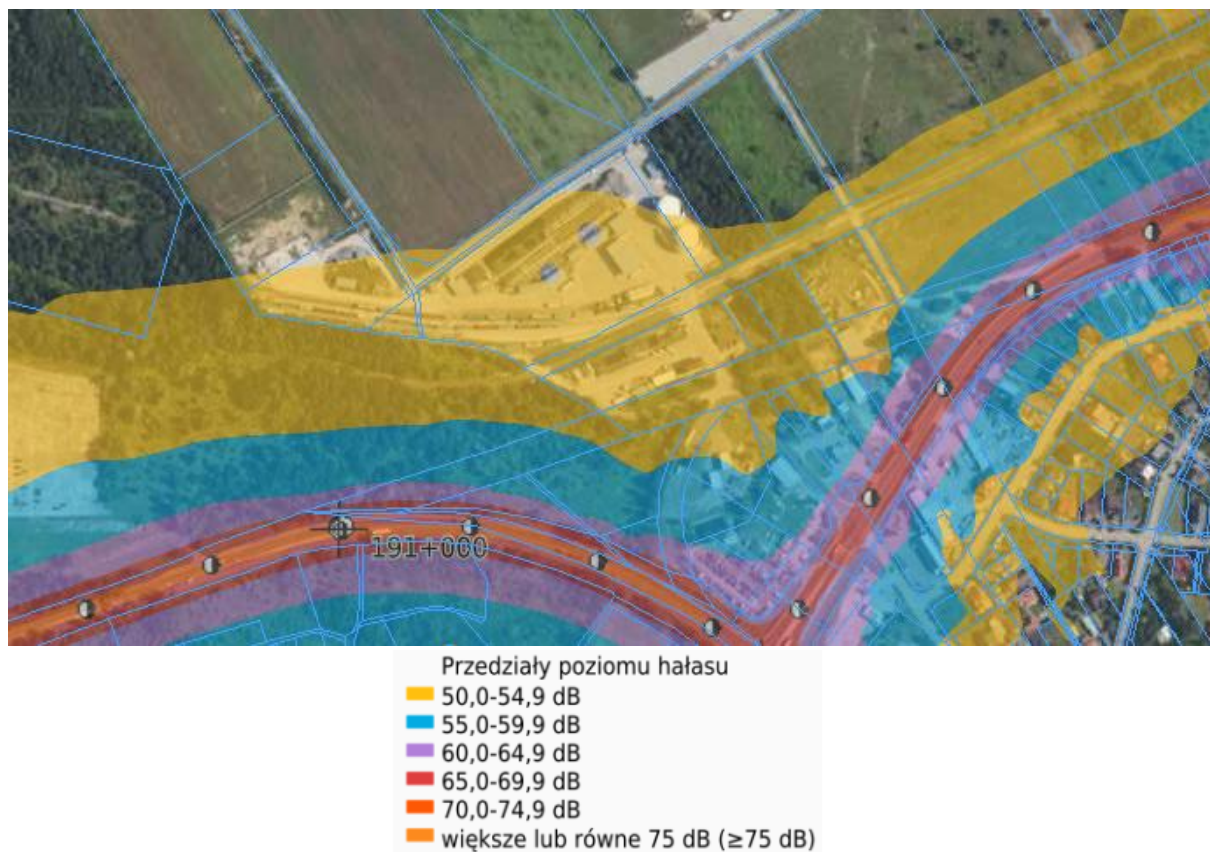 191+000
Przedziały poziomu hałasu
50,0-54,9 dB
55,0-59,9 dB
60,0-64,9 dB
65,0-69,9 dB
70,0-74,9 dB
większe lub równe 75 dB (≥75 dB)